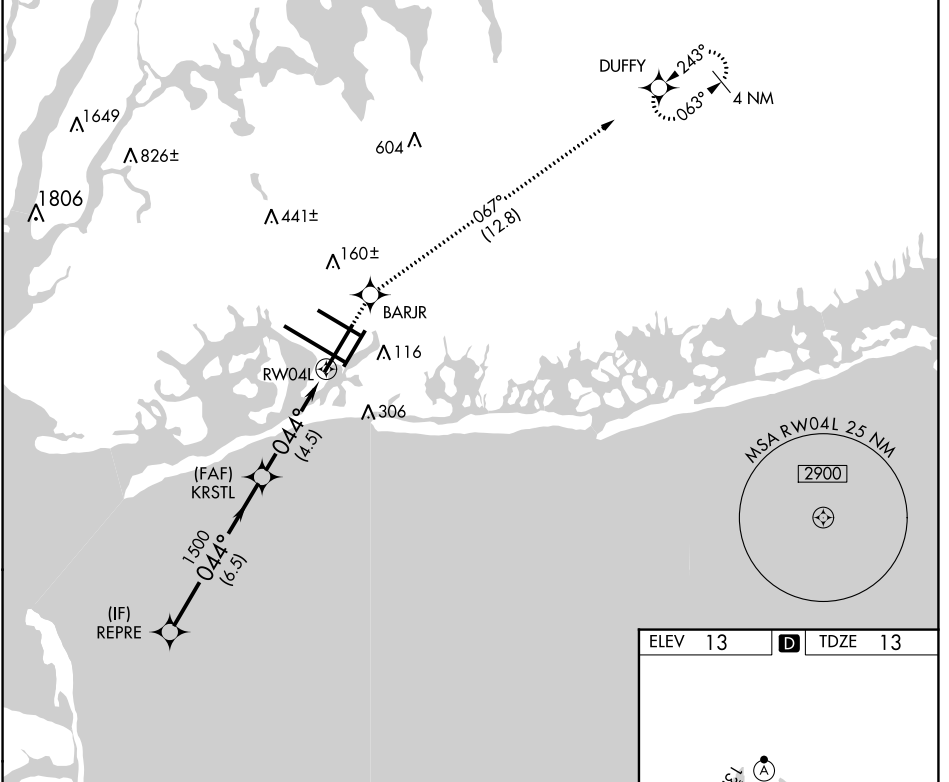 DUFFY
243°
063°
4 NM
1649
826±
604
1806
441±
067°
(12.8)
160±
BARJR
116
RW04L
306
044°
(4.5)
(FAF)
KRSTL
MSA RW04L 25 NM
2900
1500
044°
(6.5)
(IF)
REPRE
ELEV 13
D
TDZE 13
A